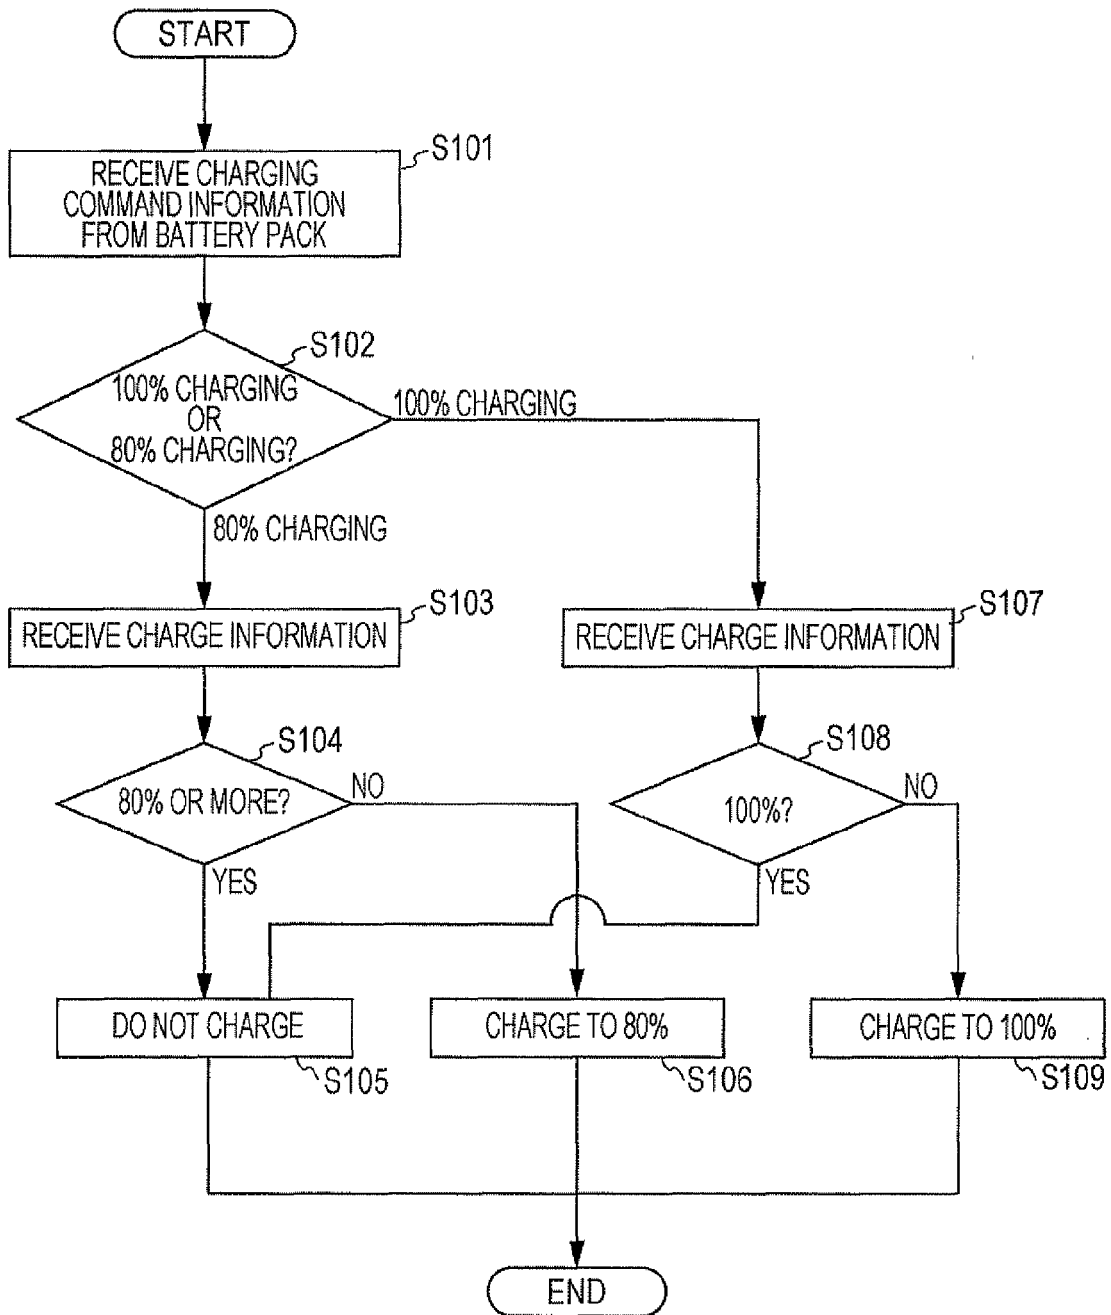 START
S101
RECEIVE CHARGING
COMMAND INFORMATION
FROM BATTERY PACK
S102
100% CHARGING
OR
80% CHARGING?
100% CHARGING
80% CHARGING
S103
RECEIVE CHARGE INFORMATION
S107
RECEIVE CHARGE INFORMATION
S104
80% OR MORE?
NO
YES
S108
100%?
NO
YES
DO NOT CHARGE
S105
CHARGE TO 80%
S106
CHARGE TO 100%
S109
END